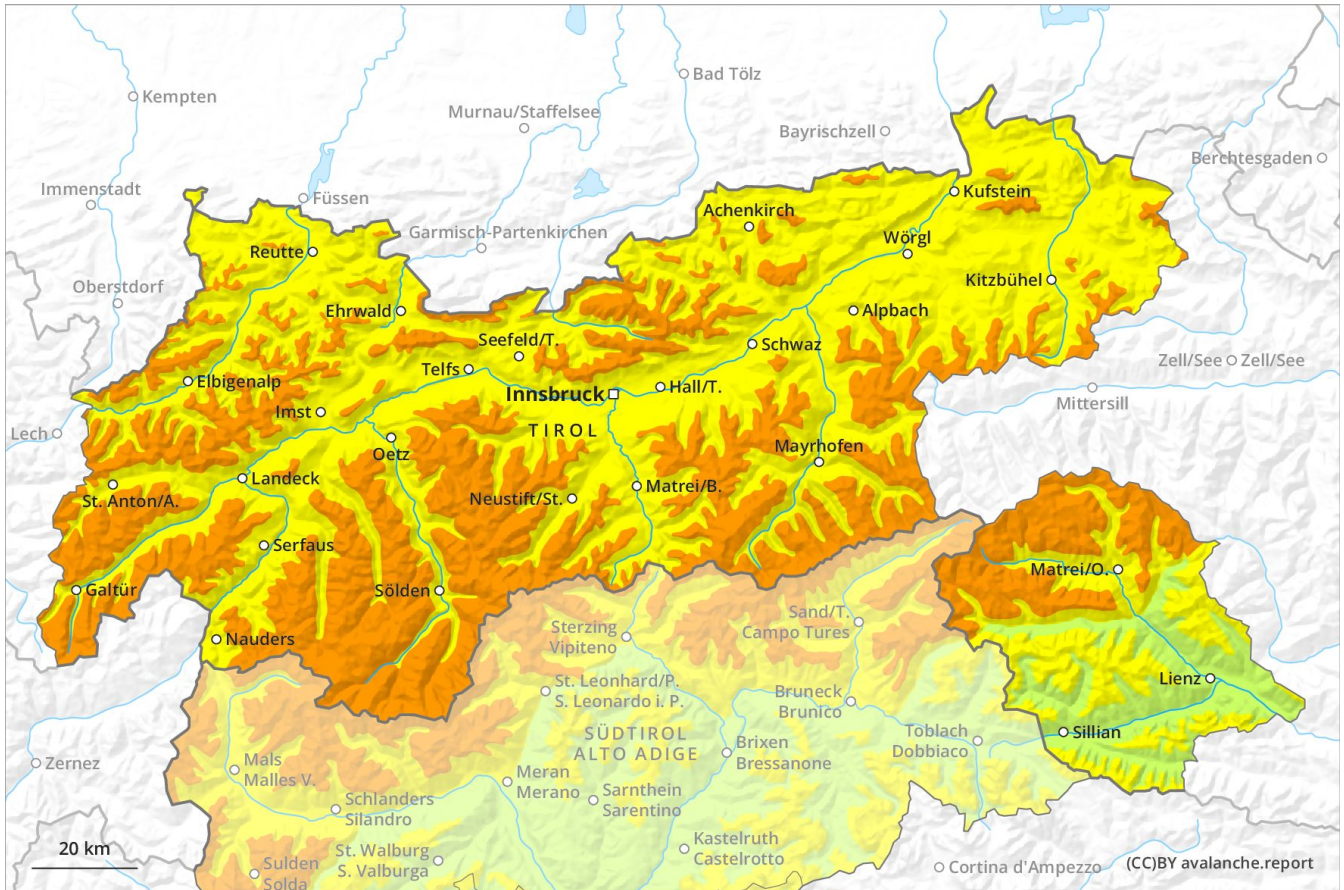 Bad Tölz
Kempten
Murnau/Staffelsee
Bayrischzell
Berchtesgaden
Immenstadt
Füssen
Kufstein
Achenkirch
Garmisch-Partenkirchen
Wörgl
Reutte
Oberstdorf
Kitzbühel
Ehrwald
Alpbach
Seefeld/T.
Schwaz
Zell/See
Zell/See
Telfs
Elbigenalp
Innsbruck
Hall/T.
Mittersill
Imst
TIROL
Lech
Oetz
Mayrhofen
Landeck
St. Anton/A.
Neustift/St.
Matrei/B.
Serfaus
Matrei/O.
Galtür
Sölden
Sand/T.
Campo Tures
Sterzing
Vipiteno
Nauders
St. Leonhard/P.
S. Leonardo i. P.
Lienz
Bruneck
Brunico
SÜDTIROL
ALTO ADIGE
Toblach
Dobbiaco
Sillian
Brixen
Bressanone
Zernez
Mals
Malles V.
Meran
Merano
Sarnthein
Sarentino
Schlanders
Silandro
Kastelruth
Castelrotto
20 km
St. Walburg
S. Valburga
Sulden
Solda
Cortina d'Ampezzo
(CC)BY avalanche.report